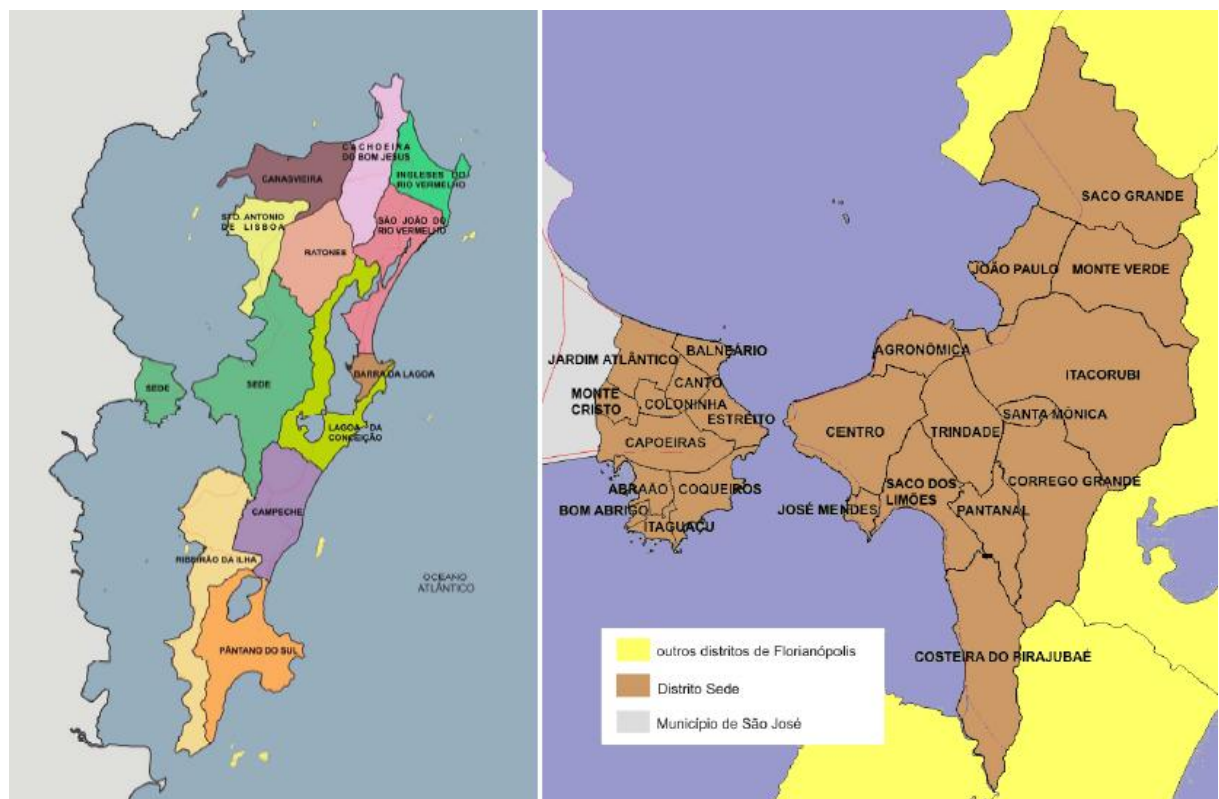 CACHOEIRA
DO BOM JESUS
CANASVIEIRA
INGLESES DO
RIO VERMELHO
STO. ANTONIO
DE LISBOA
SÃO JOÃO DO
RIO VERMELHO
RATONES
SEDE
SEDE
BARRA DA LAGOA
LAGOA DA
CONCEIÇÃO
CAMPECHE
RIBEIRÃO DA ILHA
OCEANO
ATLÂNTICO
PÂNTANO DO SUL
SACO GRANDE
JOÃO PAULO
MONTE VERDE
AGRONÔMICA
BALNEÁRIO
JARDIM ATLÂNTICO
ITACORUBI
CANTO
MONTE
CRISTO
COLONINHA
SANTA MÔNICA
ESTREITO
CENTRO
TRINDADE
CAPOEIRAS
CORREGO GRANDE
SACO DOS
LIMÕES
ABRAÃO
COQUEIROS
BOM ABRIGO
JOSÉ MENDES
PANTANAL
ITAGUAÇU
COSTEIRA DO PIRAJUBAÉ
outros distritos de Florianópolis
Distrito Sede
Município de São José